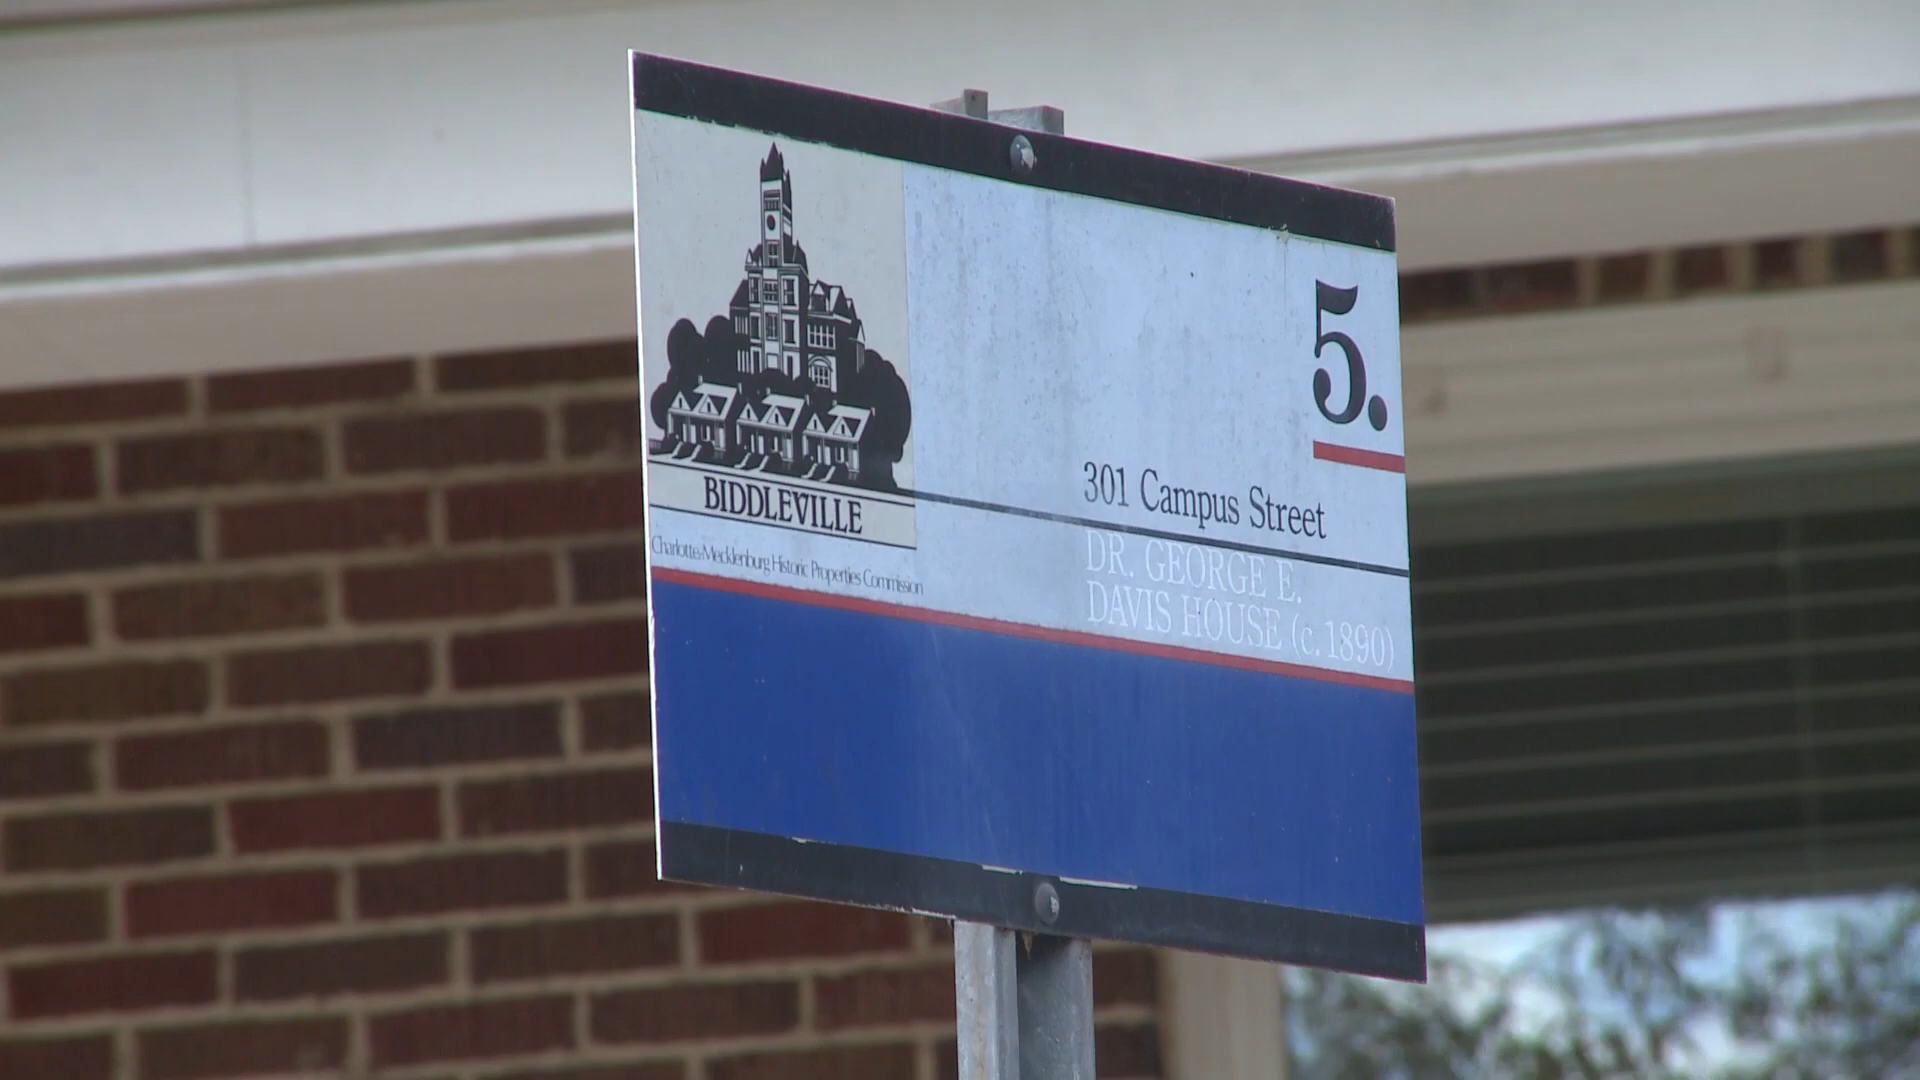 5.
301 Campus Street
DR. GEORGE E.
DAVIS HOUSE (c. 1890)
BIDDLEVILLE
Charlotte-Mecklenburg Historic Properties Commission